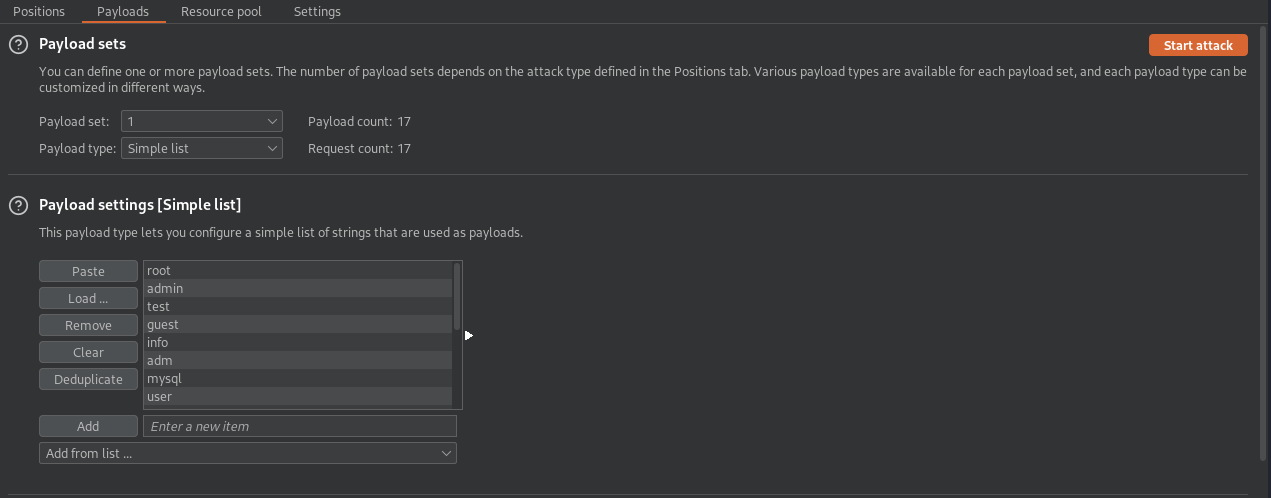 Positions Payloads Resource pool Settings
Payload sets
Start attack
You can define one or more payload sets. The number of payload sets depends on the attack type defined in the Positions tab. Various payload types are available for each payload set, and each payload type can be
customized in different ways.
Payload set: 1 Payload count: 17
Payload type: Simple list Request count: 17
Payload settings [Simple list]
This payload type lets you configure a simple list of strings that are used as payloads.
Paste
Load ...
Remove
Clear
Deduplicate
root
admin
test
guest
info
adm
mysql
user
Add Enter a new item
Add from list ...